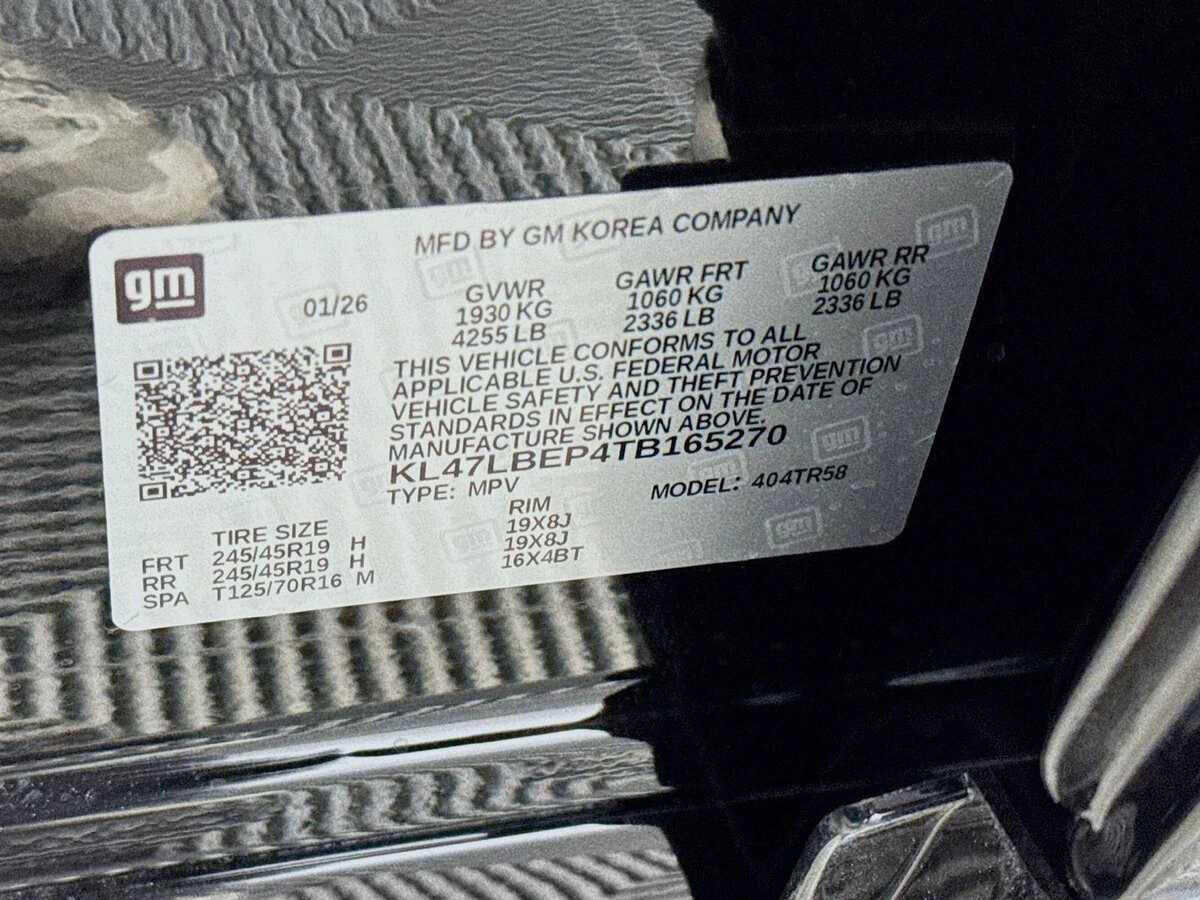 MFD BY GM KOREA COMPANY
gm
01/26
GVWR GAWR FRT GAWR RR
1930 KG 1060 KG 1060 KG
4255 LB 2336 LB 2336 LB
THIS VEHICLE CONFORMS TO ALL
APPLICABLE U.S. FEDERAL MOTOR
VEHICLE SAFETY AND THEFT PREVENTION
STANDARDS IN EFFECT ON THE DATE OF
MANUFACTURE SHOWN ABOVE.
KL47LBEP4TB165270
TYPE: MPV MODEL: 404TR58
TIRE SIZE RIM
FRT 245/45R19 H 19X8J
RR 245/45R19 H 19X8J
SPA T125/70R16 M 16X4BT